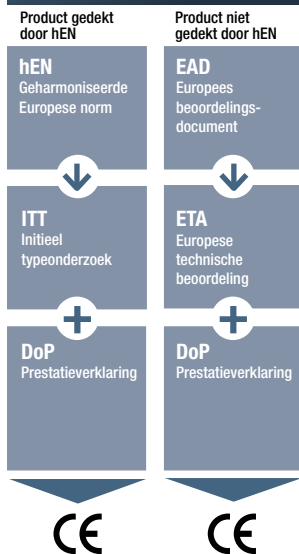 Product gedekt
door hEN
hEN
Geharmoniseerde
Europese norm
ITT
Initieel
typeonderzoek
DoP
Prestatieverklaring
CE
Product niet
gedekt door hEN
EAD
Europees
beoordelings-
document
ETA
Europese
technische
beoordeling
DoP
Prestatieverklaring
CE